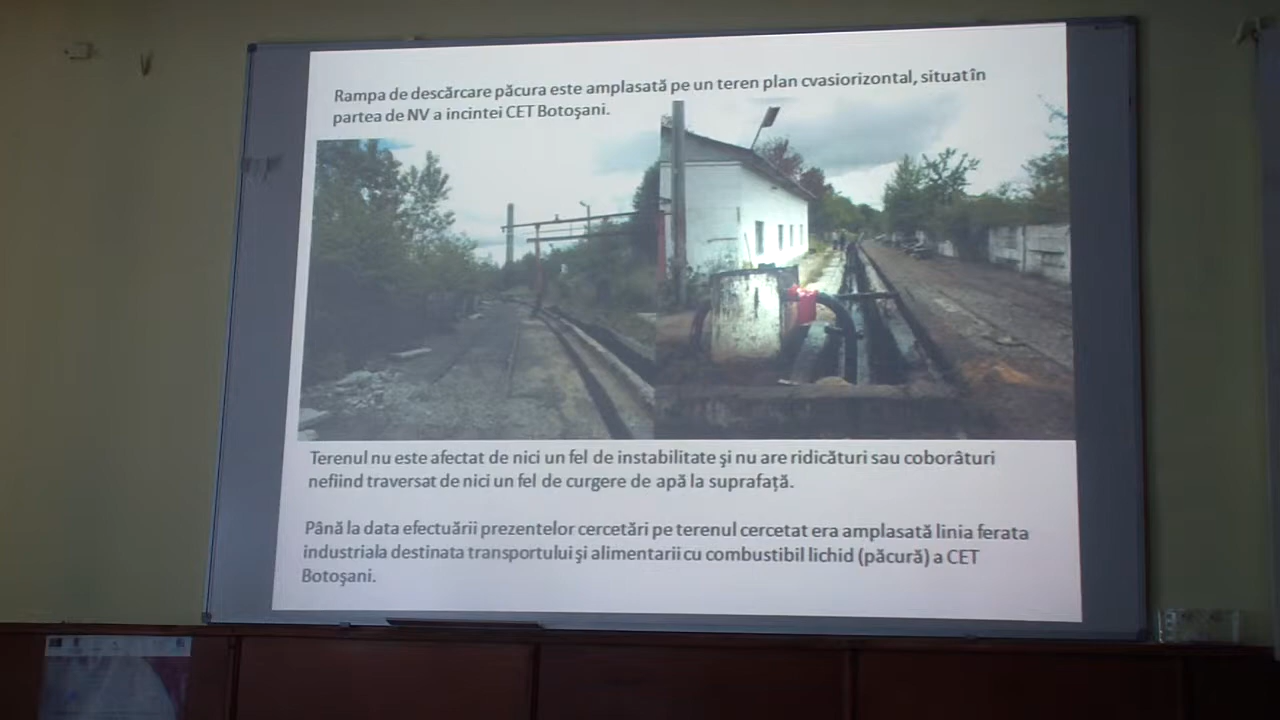 Rampa de descărcare păcura este amplasată pe un teren plan cvasiorizontal, situat în
partea de NV a incintei CET Botoşani.
Terenul nu este afectat de nici un fel de instabilitate şi nu are ridicături sau coborâturi
nefiind traversat de nici un fel de curgere de apă la suprafaţă.
Până la data efectuării prezentelor cercetări pe terenul cercetat era amplasată linia ferata
industriala destinata transportului şi alimentarii cu combustibil lichid (păcură) a CET
Botoşani.